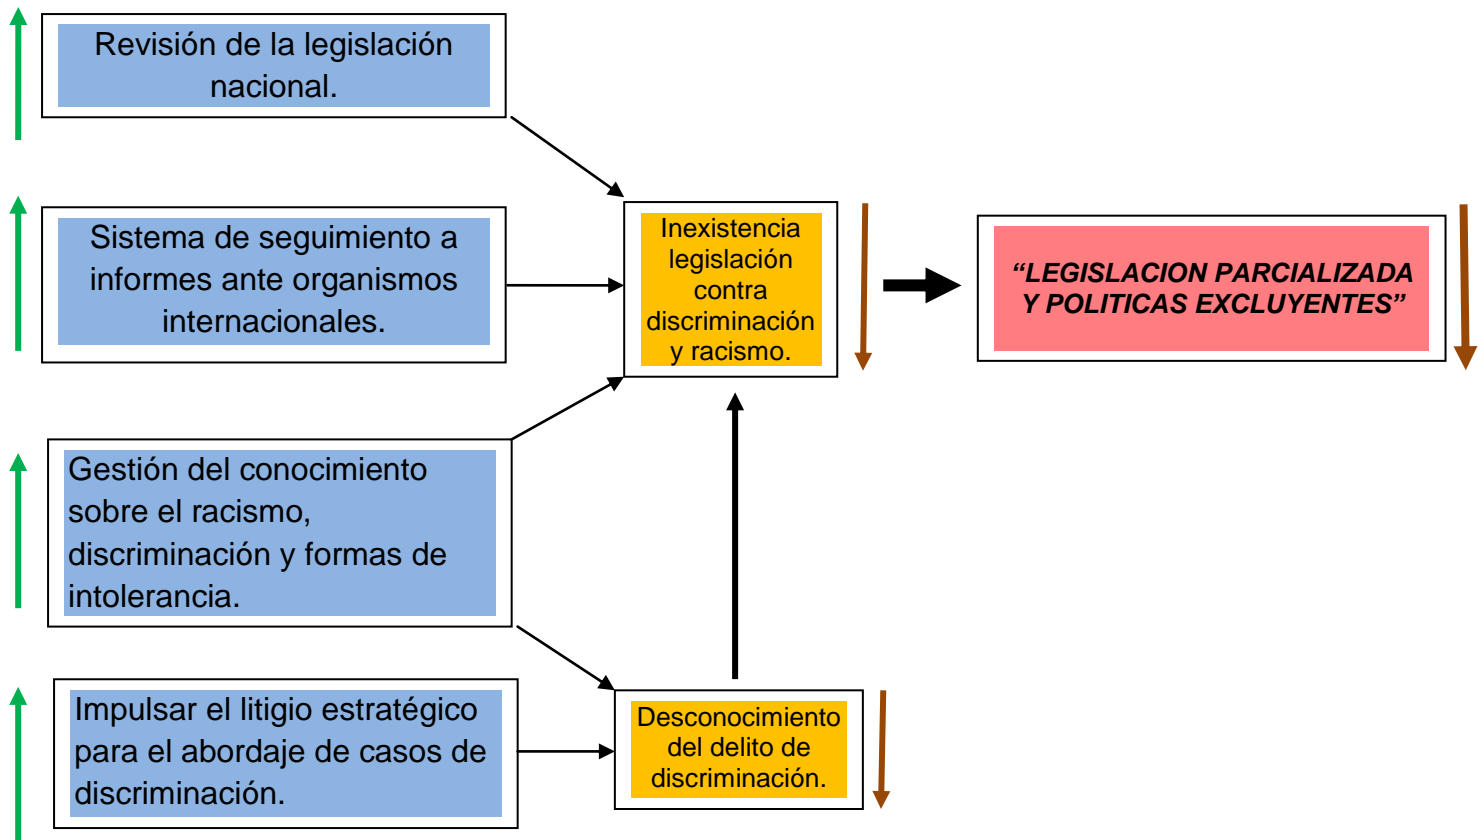 Revisión de la legislación
nacional.
Sistema de seguimiento a
informes ante organismos
internacionales.
Inexistencia
legislación
contra
discriminación
y racismo.
“LEGISLACION PARCIALIZADA
Y POLITICAS EXCLUYENTES”
Gestión del conocimiento
sobre el racismo,
discriminación y formas de
intolerancia.
Impulsar el litigio estratégico
para el abordaje de casos de
discriminación.
Desconocimiento
del delito de
discriminación.